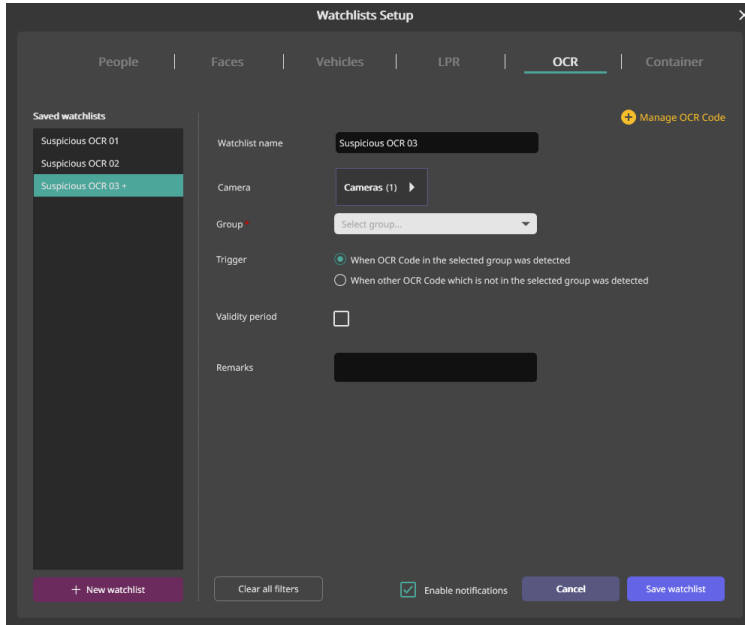 Watchlists Setup
People
Faces
Vehicles
LPR
OCR
Container
Saved watchlists
Suspicious OCR 01
Suspicious OCR 02
Suspicious OCR 03 +
+ New watchlist
Manage OCR Code
Watchlist name
Suspicious OCR 03
Camera
Cameras (1)
Group *
Select group...
Trigger
When OCR Code in the selected group was detected
When other OCR Code which is not in the selected group was detected
Validity period
Remarks
Clear all filters
Enable notifications
Cancel
Save watchlist